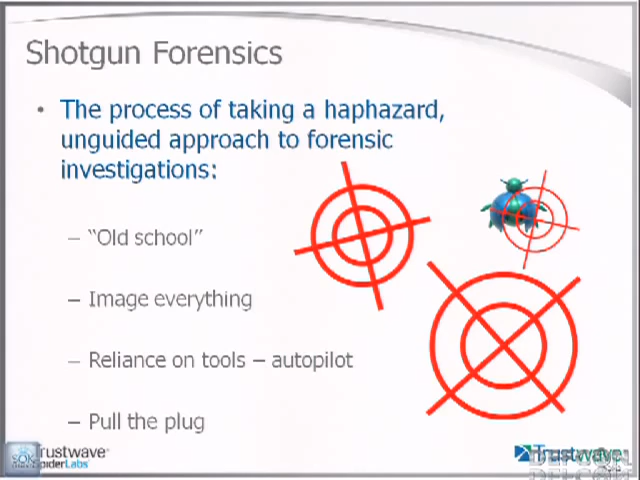 Shotgun Forensics
• The process of taking a haphazard,
unguided approach to forensic
investigations:
– “Old school”
– Image everything
– Reliance on tools – autopilot
– Pull the plug
Trustwave
SpiderLabs
Trustwave
DEFCON